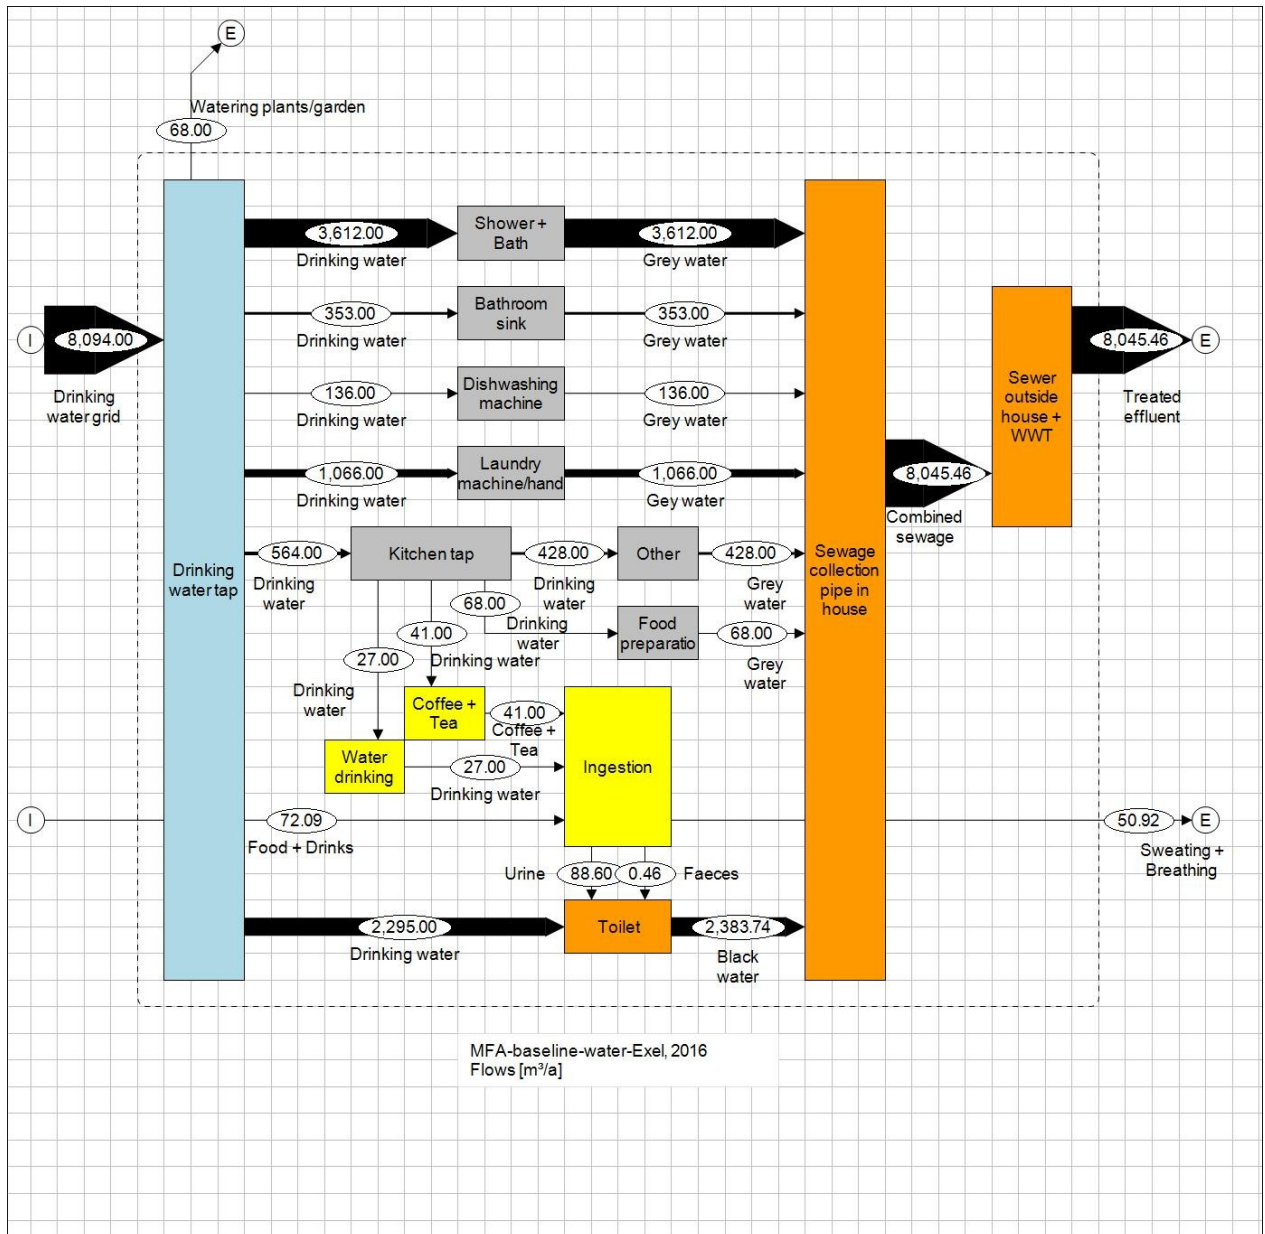 E
Watering plants/garden
68.00
3,612.00
Drinking water
Shower +
Bath
3,612.00
Grey water
I
8,094.00
Drinking
water grid
353.00
Drinking water
Bathroom
sink
353.00
Grey water
136.00
Drinking water
Dishwashing
machine
136.00
Grey water
1,066.00
Drinking water
Laundry
machine/hand
1,066.00
Gey water
Drinking
water tap
564.00
Drinking
water
Kitchen tap
428.00
Drinking
water
Other
428.00
Grey
water
68.00
Drinking
water
Food
preparatio
68.00
Grey
water
41.00
Drinking water
27.00
Drinking
water
Coffee +
Tea
41.00
Coffee +
Tea
Water
drinking
27.00
Drinking water
Ingestion
I
72.09
Food + Drinks
50.92
E
Sweating +
Breathing
Urine
88.60
0.46
Faeces
2,295.00
Drinking water
Toilet
2,383.74
Black
water
Sewage
collection
pipe in
house
8,045.46
Combined
sewage
Sewer
outside
house +
WWT
8,045.46
E
Treated
effluent
MFA-baseline-water-Exel, 2016
Flows [m³/a]